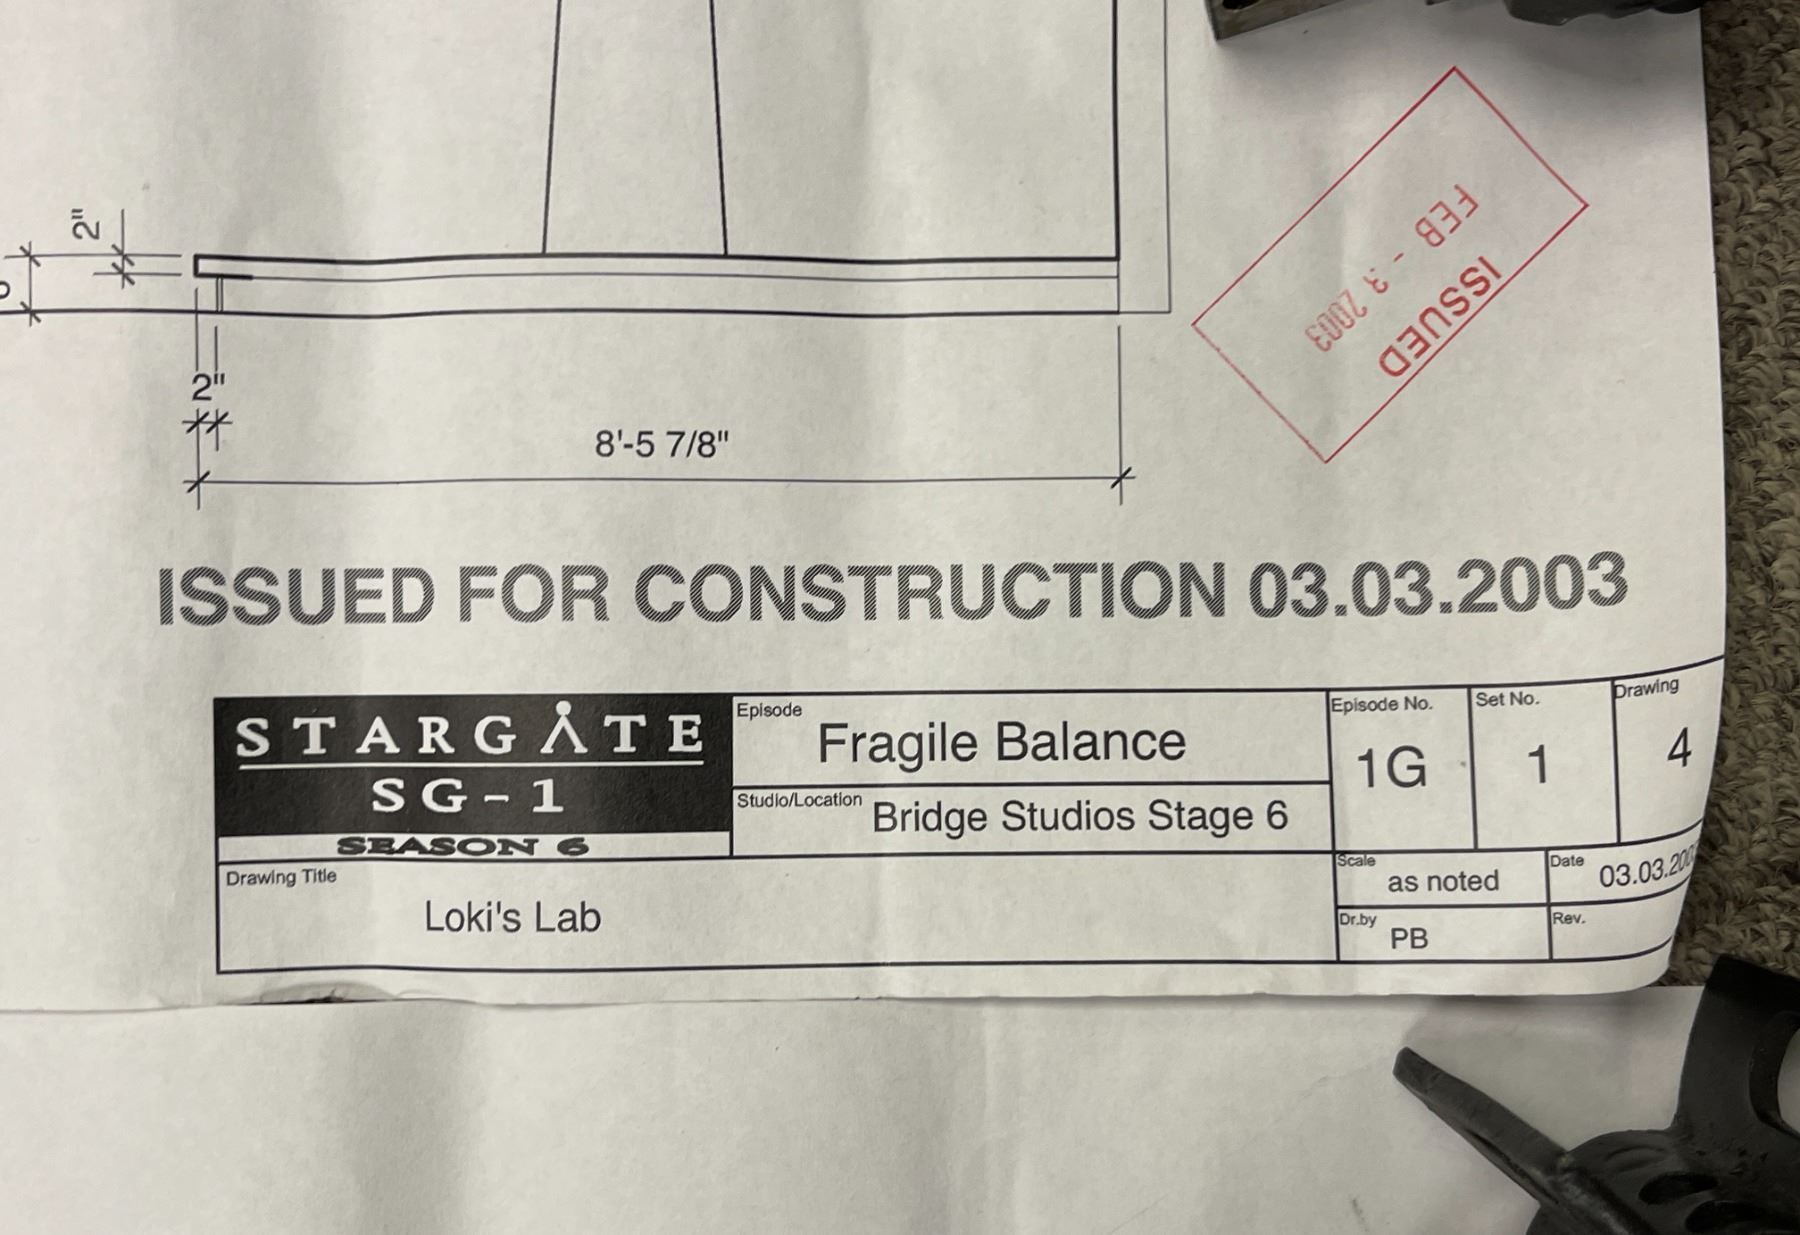 2"
2"
8'-5 7/8"
ISSUED
FEB - 3 2003
ISSUED FOR CONSTRUCTION 03.03.2003
STARGATE
SG-1
SEASON 6
Episode
Fragile Balance
Studio/Location
Bridge Studios Stage 6
Episode No.
1G
Set No.
1
Drawing
4
Drawing Title
Loki's Lab
Scale
as noted
Date
Dr.by
PB
Rev.